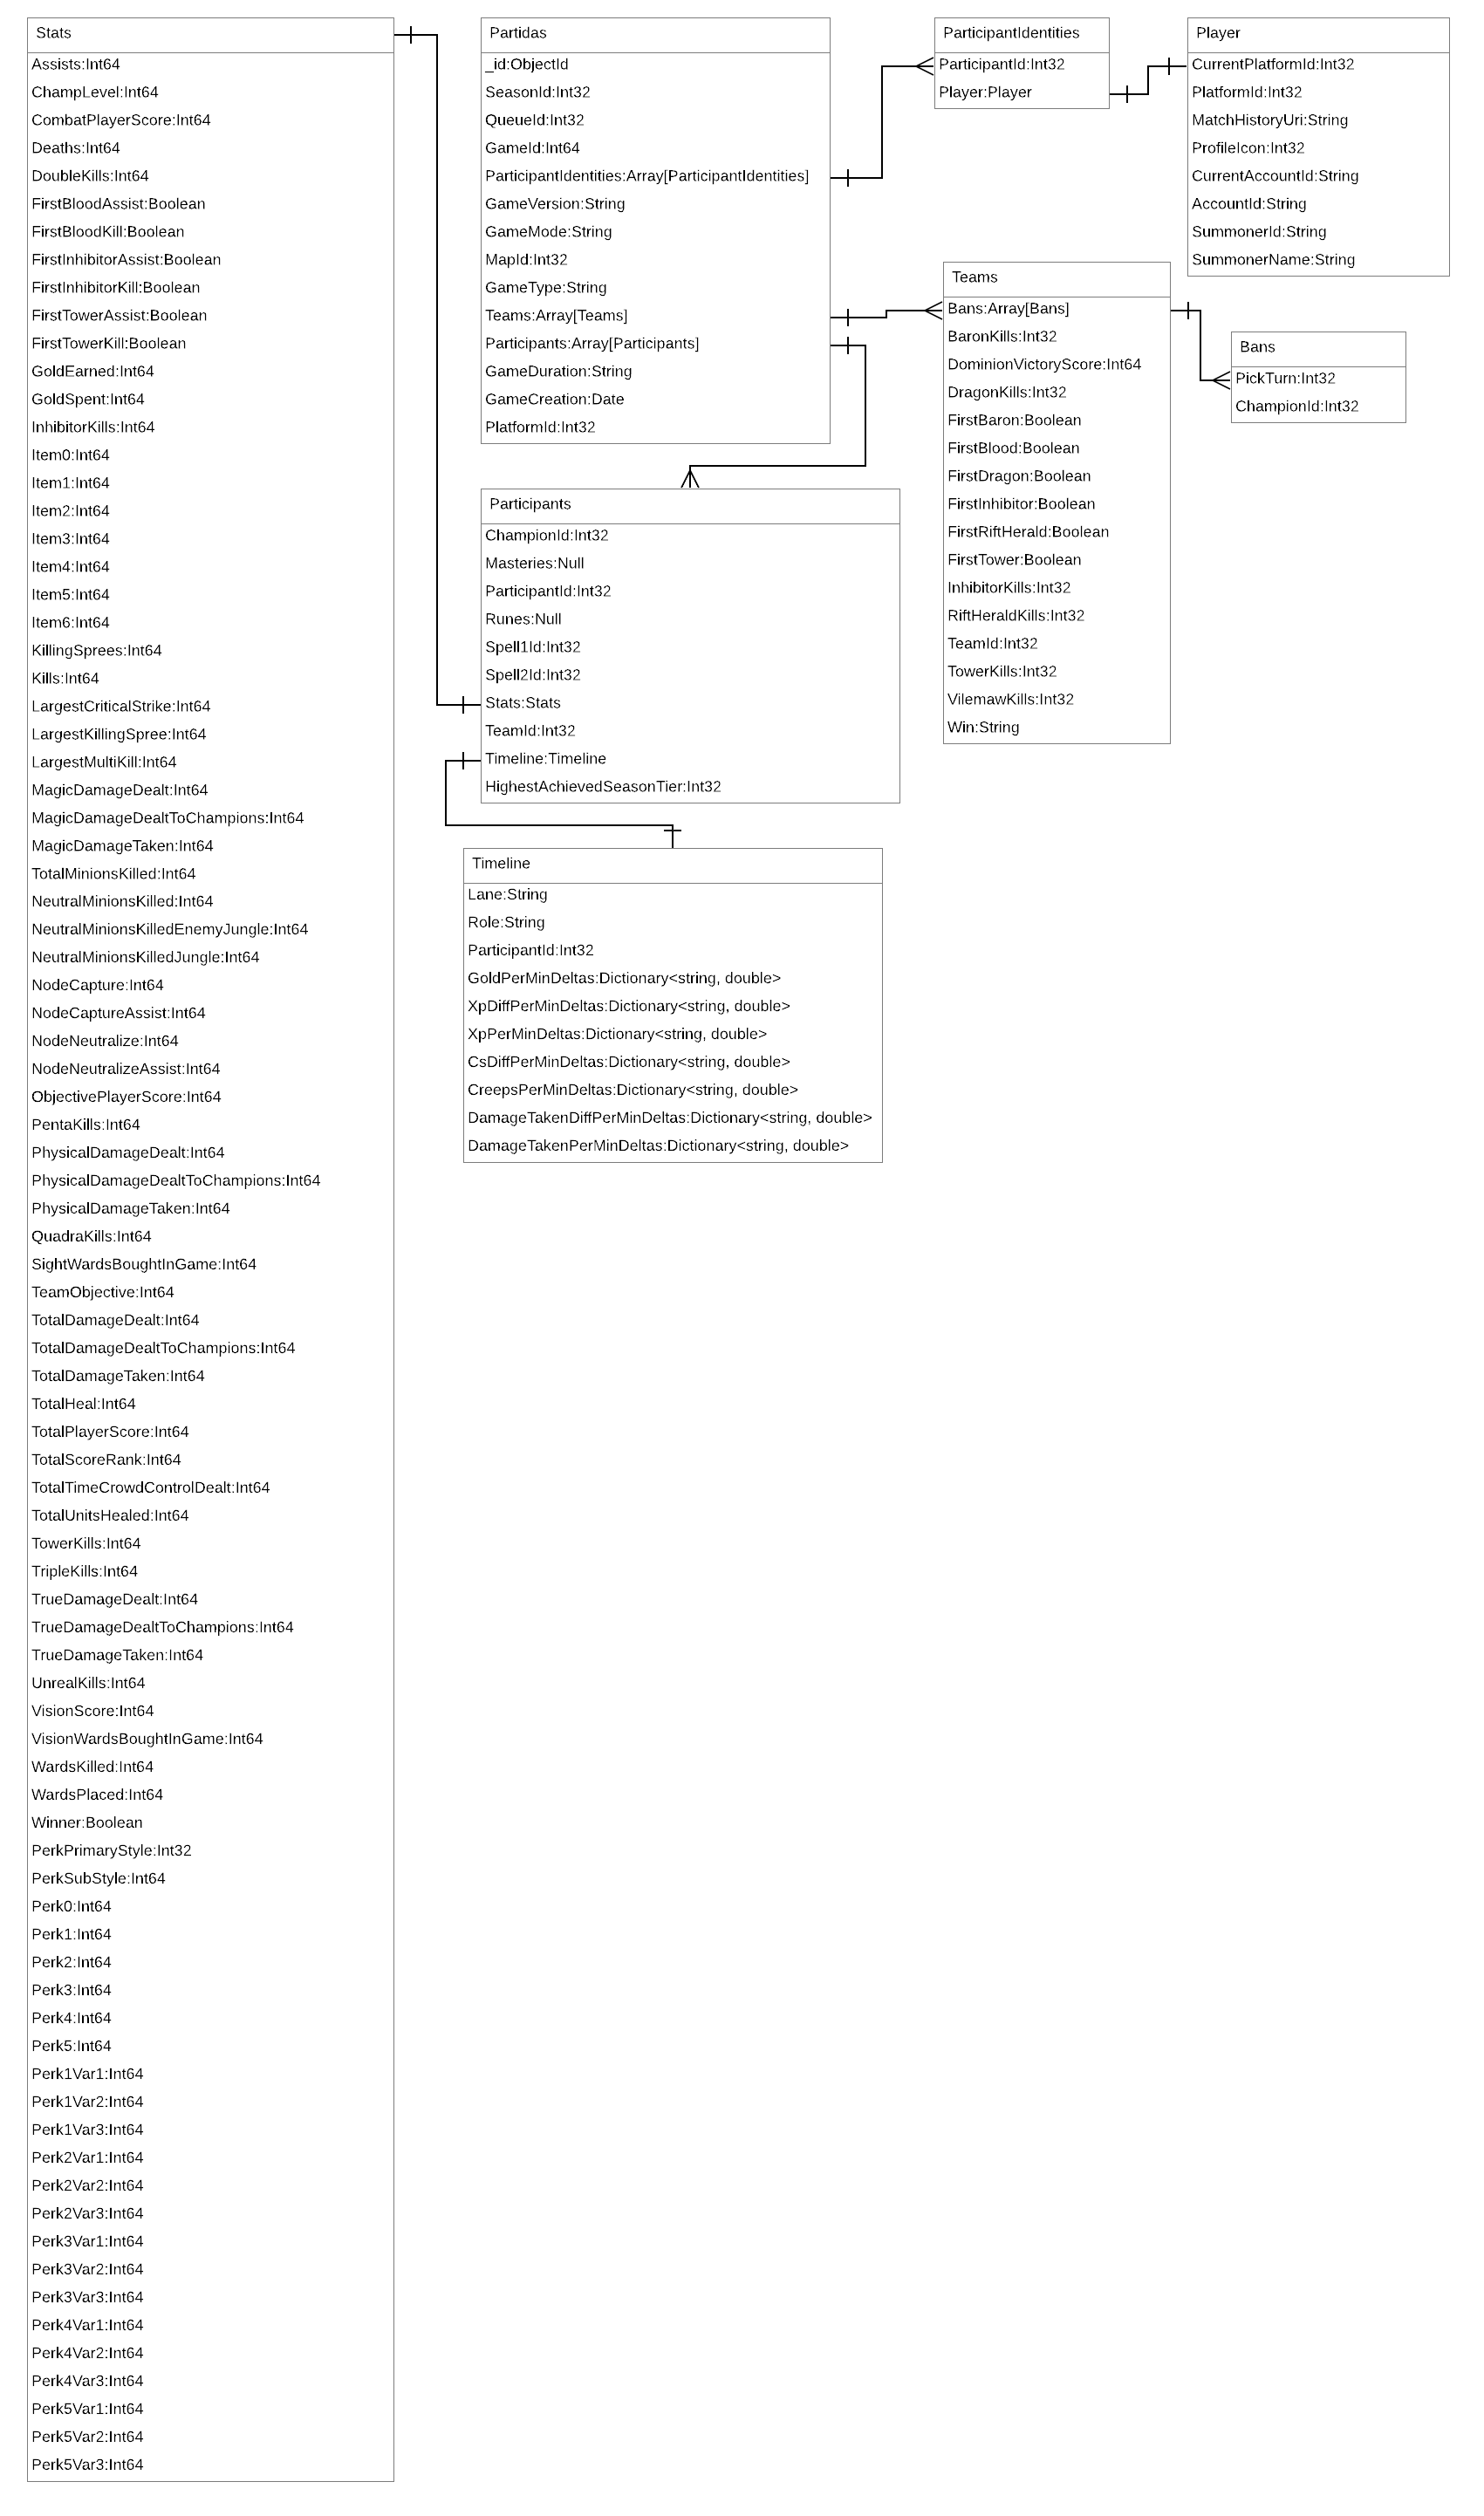 Stats
Assists:Int64
ChampLevel:Int64
CombatPlayerScore:Int64
Deaths:Int64
DoubleKills:Int64
FirstBloodAssist:Boolean
FirstBloodKill:Boolean
FirstInhibitorAssist:Boolean
FirstInhibitorKill:Boolean
FirstTowerAssist:Boolean
FirstTowerKill:Boolean
GoldEarned:Int64
GoldSpent:Int64
InhibitorKills:Int64
Item0:Int64
Item1:Int64
Item2:Int64
Item3:Int64
Item4:Int64
Item5:Int64
Item6:Int64
KillingSprees:Int64
Kills:Int64
LargestCriticalStrike:Int64
LargestKillingSpree:Int64
LargestMultiKill:Int64
MagicDamageDealt:Int64
MagicDamageDealtToChampions:Int64
MagicDamageTaken:Int64
TotalMinionsKilled:Int64
NeutralMinionsKilled:Int64
NeutralMinionsKilledEnemyJungle:Int64
NeutralMinionsKilledJungle:Int64
NodeCapture:Int64
NodeCaptureAssist:Int64
NodeNeutralize:Int64
NodeNeutralizeAssist:Int64
ObjectivePlayerScore:Int64
PentaKills:Int64
PhysicalDamageDealt:Int64
PhysicalDamageDealtToChampions:Int64
PhysicalDamageTaken:Int64
QuadraKills:Int64
SightWardsBoughtInGame:Int64
TeamObjective:Int64
TotalDamageDealt:Int64
TotalDamageDealtToChampions:Int64
TotalDamageTaken:Int64
TotalHeal:Int64
TotalPlayerScore:Int64
TotalScoreRank:Int64
TotalTimeCrowdControlDealt:Int64
TotalUnitsHealed:Int64
TowerKills:Int64
TripleKills:Int64
TrueDamageDealt:Int64
TrueDamageDealtToChampions:Int64
TrueDamageTaken:Int64
UnrealKills:Int64
VisionScore:Int64
VisionWardsBoughtInGame:Int64
WardsKilled:Int64
WardsPlaced:Int64
Winner:Boolean
PerkPrimaryStyle:Int32
PerkSubStyle:Int64
Perk0:Int64
Perk1:Int64
Perk2:Int64
Perk3:Int64
Perk4:Int64
Perk5:Int64
Perk1Var1:Int64
Perk1Var2:Int64
Perk1Var3:Int64
Perk2Var1:Int64
Perk2Var2:Int64
Perk2Var3:Int64
Perk3Var1:Int64
Perk3Var2:Int64
Perk3Var3:Int64
Perk4Var1:Int64
Perk4Var2:Int64
Perk4Var3:Int64
Perk5Var1:Int64
Perk5Var2:Int64
Perk5Var3:Int64
Partidas
_id:ObjectId
SeasonId:Int32
QueueId:Int32
GameId:Int64
ParticipantIdentities:Array[ParticipantIdentities]
GameVersion:String
GameMode:String
MapId:Int32
GameType:String
Teams:Array[Teams]
Participants:Array[Participants]
GameDuration:String
GameCreation:Date
PlatformId:Int32
Participants
ChampionId:Int32
Masteries:Null
ParticipantId:Int32
Runes:Null
Spell1Id:Int32
Spell2Id:Int32
Stats:Stats
TeamId:Int32
Timeline:Timeline
HighestAchievedSeasonTier:Int32
Timeline
Lane:String
Role:String
ParticipantId:Int32
GoldPerMinDeltas:Dictionary<string, double>
XpDiffPerMinDeltas:Dictionary<string, double>
XpPerMinDeltas:Dictionary<string, double>
CsDiffPerMinDeltas:Dictionary<string, double>
CreepsPerMinDeltas:Dictionary<string, double>
DamageTakenDiffPerMinDeltas:Dictionary<string, double>
DamageTakenPerMinDeltas:Dictionary<string, double>
ParticipantIdentities
ParticipantId:Int32
Player:Player
Teams
Bans:Array[Bans]
BaronKills:Int32
DominionVictoryScore:Int64
DragonKills:Int32
FirstBaron:Boolean
FirstBlood:Boolean
FirstDragon:Boolean
FirstInhibitor:Boolean
FirstRiftHerald:Boolean
FirstTower:Boolean
InhibitorKills:Int32
RiftHeraldKills:Int32
TeamId:Int32
TowerKills:Int32
VilemawKills:Int32
Win:String
Player
CurrentPlatformId:Int32
PlatformId:Int32
MatchHistoryUri:String
ProfileIcon:Int32
CurrentAccountId:String
AccountId:String
SummonerId:String
SummonerName:String
Bans
PickTurn:Int32
ChampionId:Int32